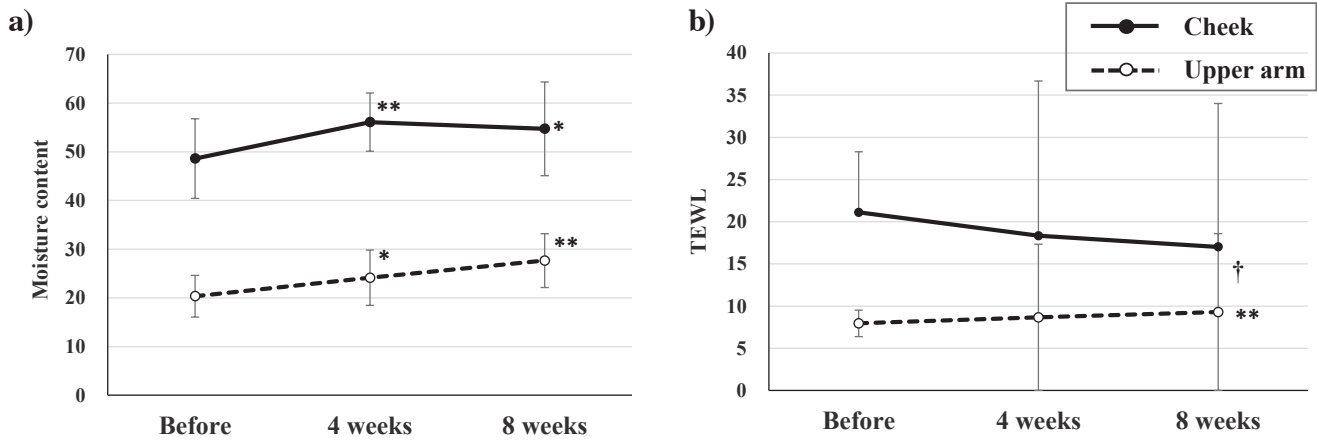 a)
70
60
50
40
30
20
10
0
Moisture content
**
*
*
**
Before 4 weeks 8 weeks
b)
Cheek
Upper arm
40
35
30
25
20
15
10
5
0
TEWL
†
**
Before 4 weeks 8 weeks